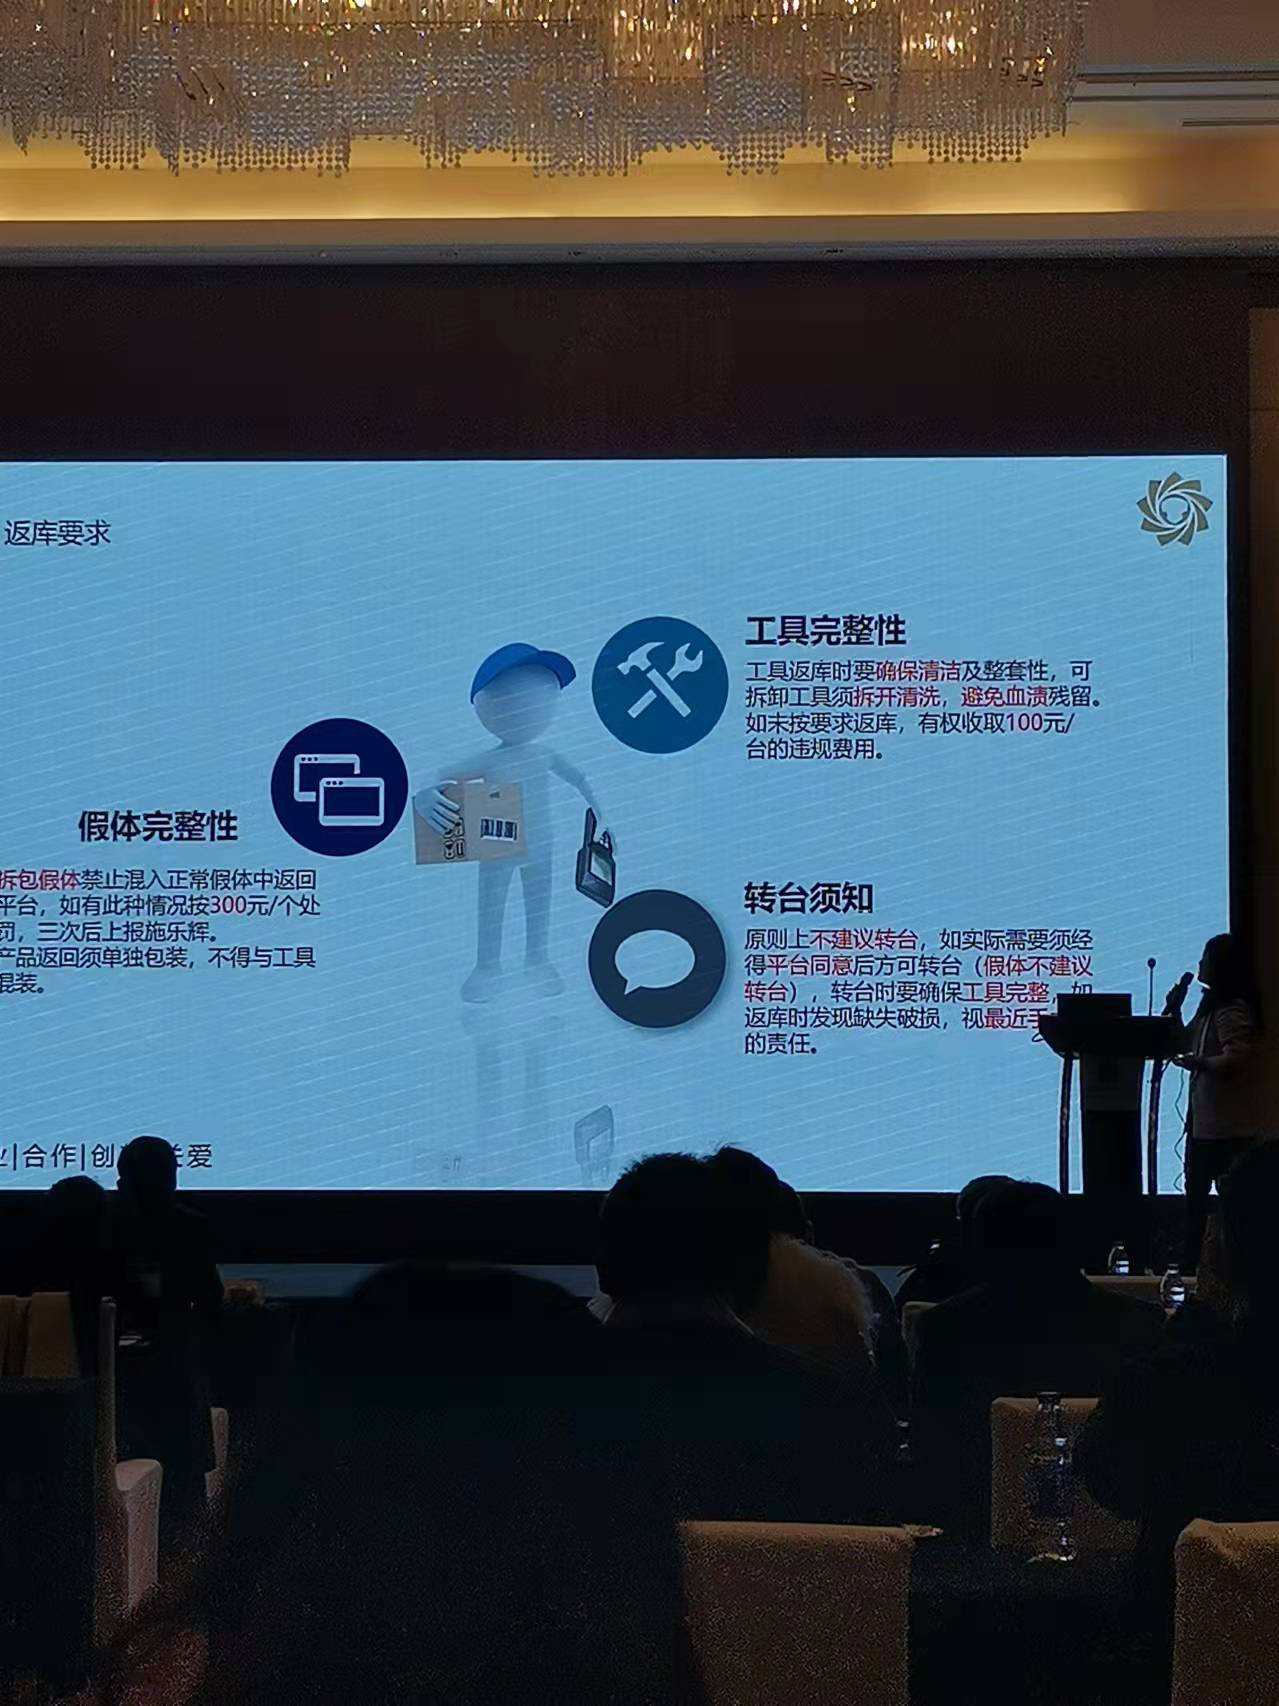 返库要求
工具完整性
工具返库时要确保清洁及整套性，可
拆卸工具须拆开清洗，避免血渍残留。
如未按要求返库，有权收取100元/
台的违规费用。
假体完整性
拆包假体禁止混入正常假体中返回
平台，如有此种情况按300元/个处
罚，三次后上报施乐辉。
产品返回须单独包装，不得与工具
混装。
转台须知
原则上不建议转台，如实际需要须经
得平台同意后方可转台（假体不建议
转台），转台时要确保工具完整，如
返库时发现缺失破损，视最近手
的责任。
业|合作|创 关爱